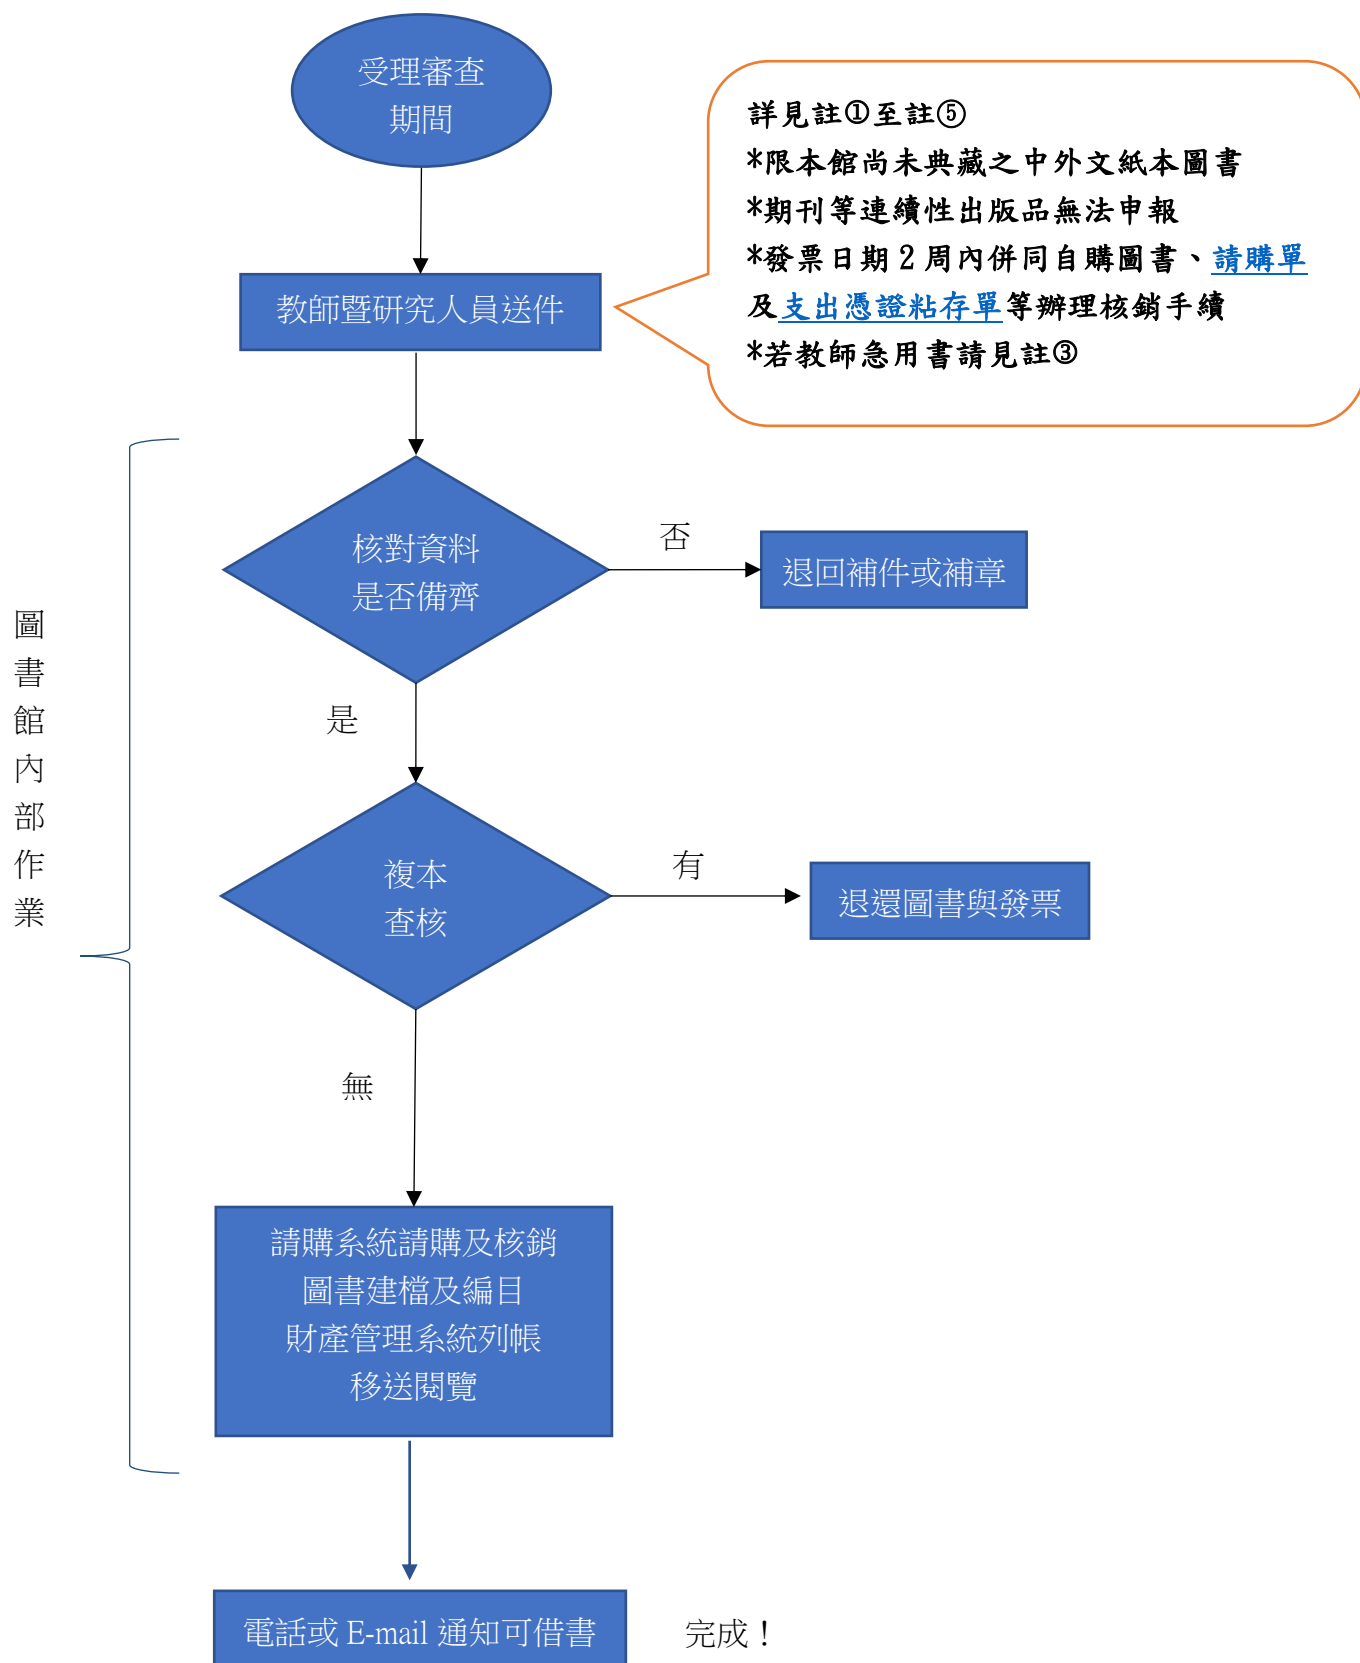 受理審查
期間
詳見註①至註⑤
*限本館尚未典藏之中外文紙本圖書
*期刊等連續性出版品無法申報
*發票日期 2 周內併同自購圖書、請購單
及支出憑證粘存單等辦理核銷手續
*若教師急用書請見註③
教師暨研究人員送件
圖書館內部作業
核對資料
是否備齊
否
退回補件或補章
是
複本
查核
有
退還圖書與發票
無
請購系統請購及核銷
圖書建檔及編目
財產管理系統列帳
移送閱覽
電話或 E-mail 通知可借書
完成！